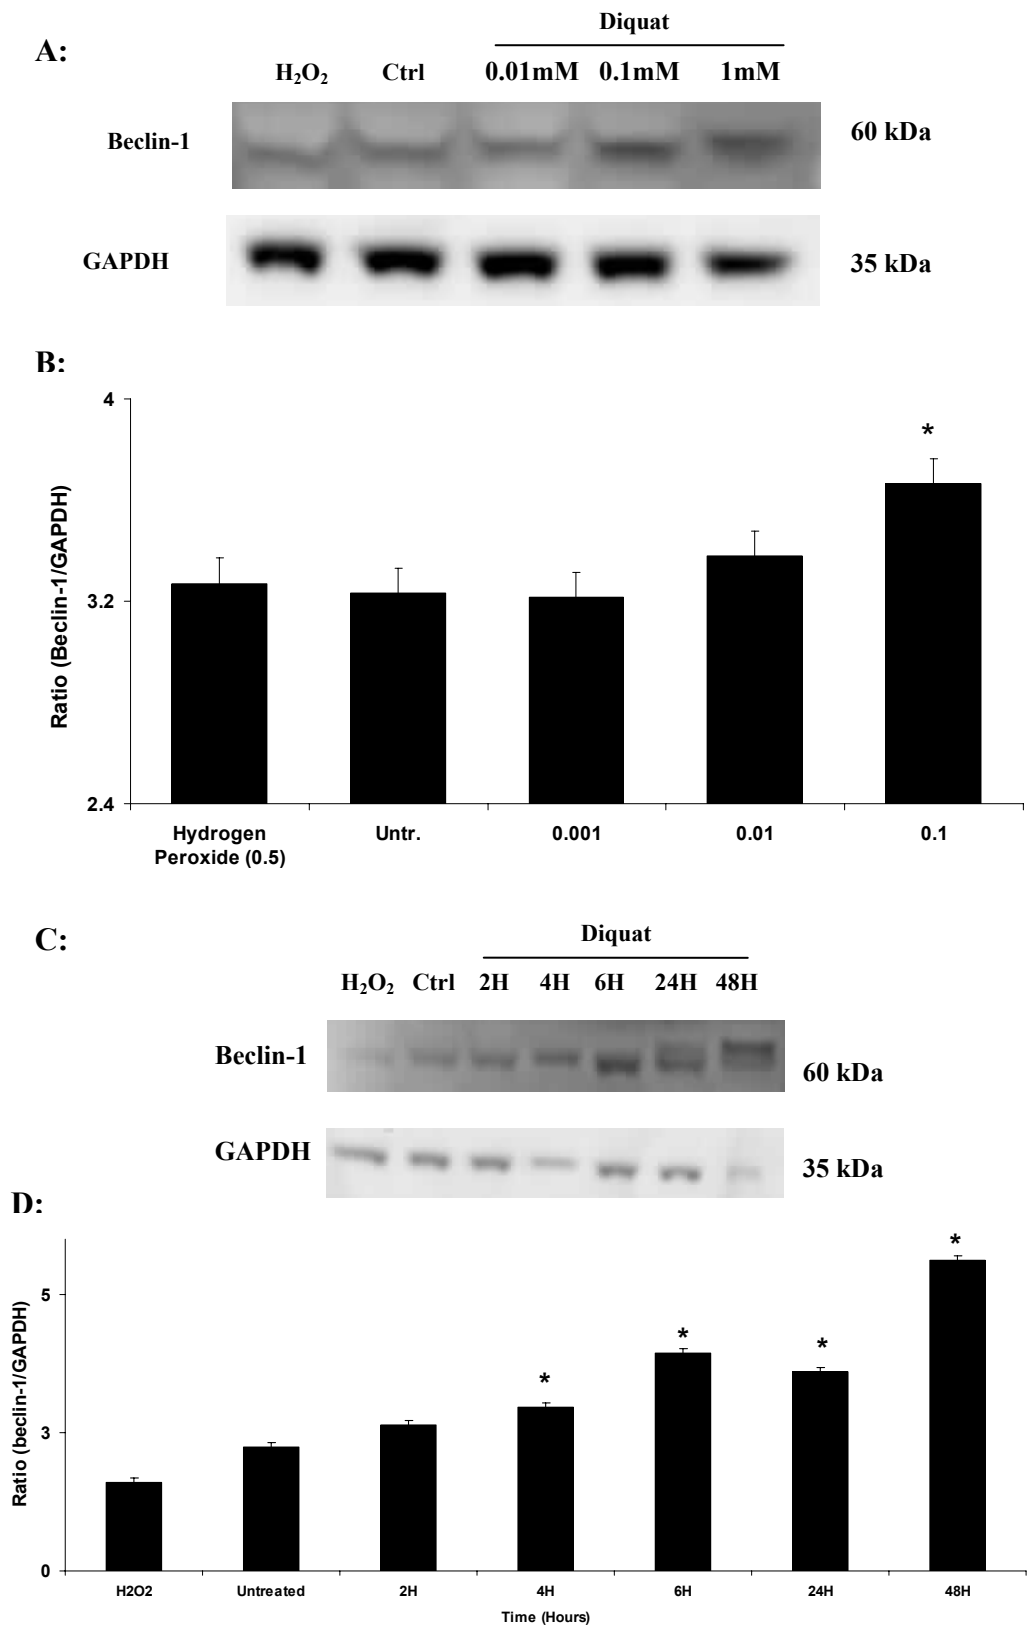 A:
Diquat
H₂O₂ Ctrl 0.01mM 0.1mM 1mM
Beclin-1 60 kDa
GAPDH 35 kDa
B:
4
*
3.2
2.4
Ratio (Beclin-1/GAPDH)
Hydrogen Peroxide (0.5) Untr. 0.001 0.01 0.1
C:
Diquat
H₂O₂ Ctrl 2H 4H 6H 24H 48H
Beclin-1 60 kDa
GAPDH 35 kDa
D:
*
5
* *
*
3
0
Ratio (beclin-1/GAPDH)
H2O2 Untreated 2H 4H 6H 24H 48H
Time (Hours)